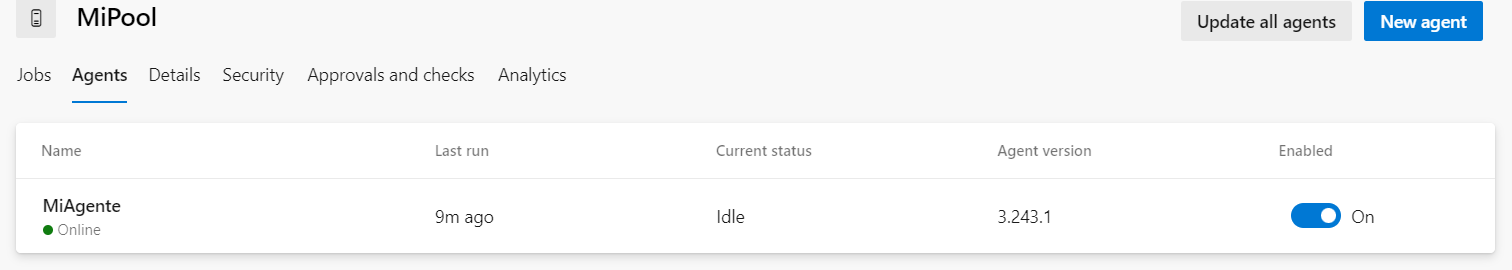 MiPool
Update all agents
New agent
Jobs Agents Details Security Approvals and checks Analytics
Name Last run Current status Agent version Enabled
MiAgente
Online
9m ago Idle 3.243.1 On